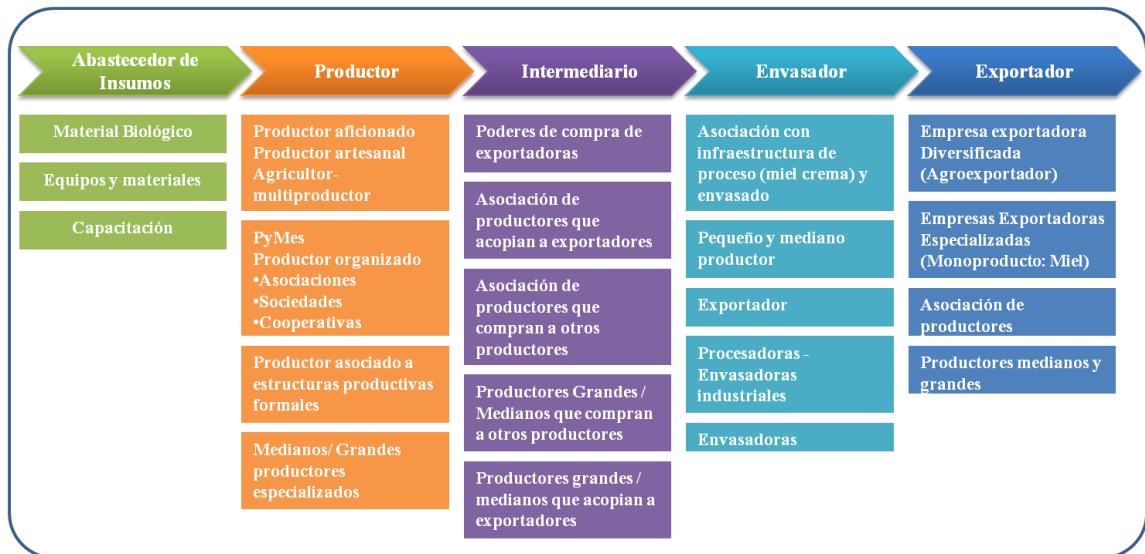 Abastecedor de
Insumos
Productor
Intermediario
Envasador
Exportador
Material Biológico
Equipos y materiales
Capacitación
Productor aficionado
Productor artesanal
Agricultor-
multiproductor
PyMes
Productor organizado
•Asociaciones
•Sociedades
•Cooperativas
Productor asociado a
estructuras productivas
formales
Medianos/ Grandes
productores
especializados
Poderes de compra de
exportadoras
Asociación de
productores que
acopian a exportadores
Asociación de
productores que
compran a otros
productores
Productores Grandes /
Medianos que compran
a otros productores
Productores grandes /
medianos que acopian a
exportadores
Asociación con
infraestructura de
proceso (miel crema) y
envasado
Pequeño y mediano
productor
Exportador
Procesadoras -
Envasadoras
industriales
Envasadoras
Empresa exportadora
Diversificada
(Agroexportador)
Empresas Exportadoras
Especializadas
(Monoproducto: Miel)
Asociación de
productores
Productores medianos y
grandes